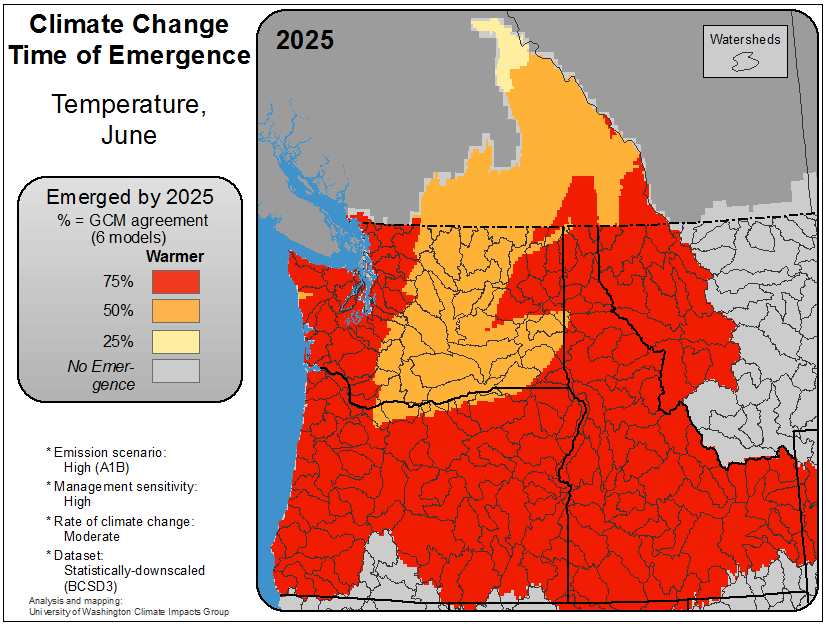 Climate Change
Time of Emergence
Temperature,
June
Emerged by 2025
% = GCM agreement
(6 models)
Warmer
75%
50%
25%
No Emer-
gence
* Emission scenario:
High (A1B)
* Management sensitivity:
High
* Rate of climate change:
Moderate
* Dataset:
Statistically-downscaled
(BCSD3)
Analysis and mapping:
University of Washington Climate Impacts Group
2025
Watersheds